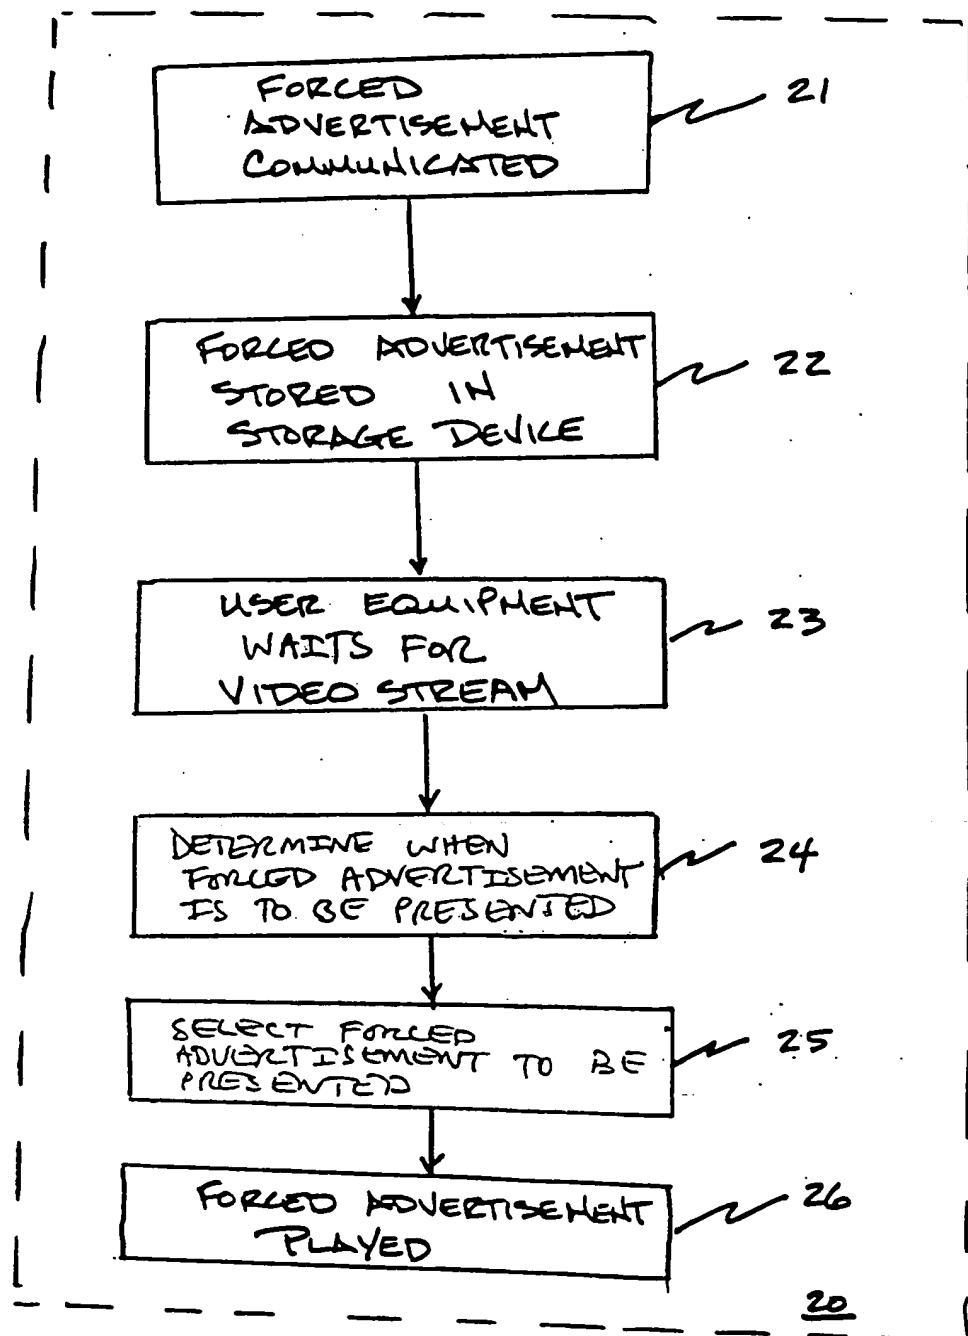 FORCED
ADVERTISEMENT
COMMUNICATED
21
FORCED ADVERTISEMENT
STORED IN
STORAGE DEVICE
22
USER EQUIPMENT
WAITS FOR
VIDEO STREAM
23
DETERMINE WHEN
FORCED ADVERTISEMENT
IS TO BE PRESENTED
24
SELECT FORCED
ADVERTISEMENT TO BE
PRESENTED
25
FORCED ADVERTISEMENT
PLAYED
26
20